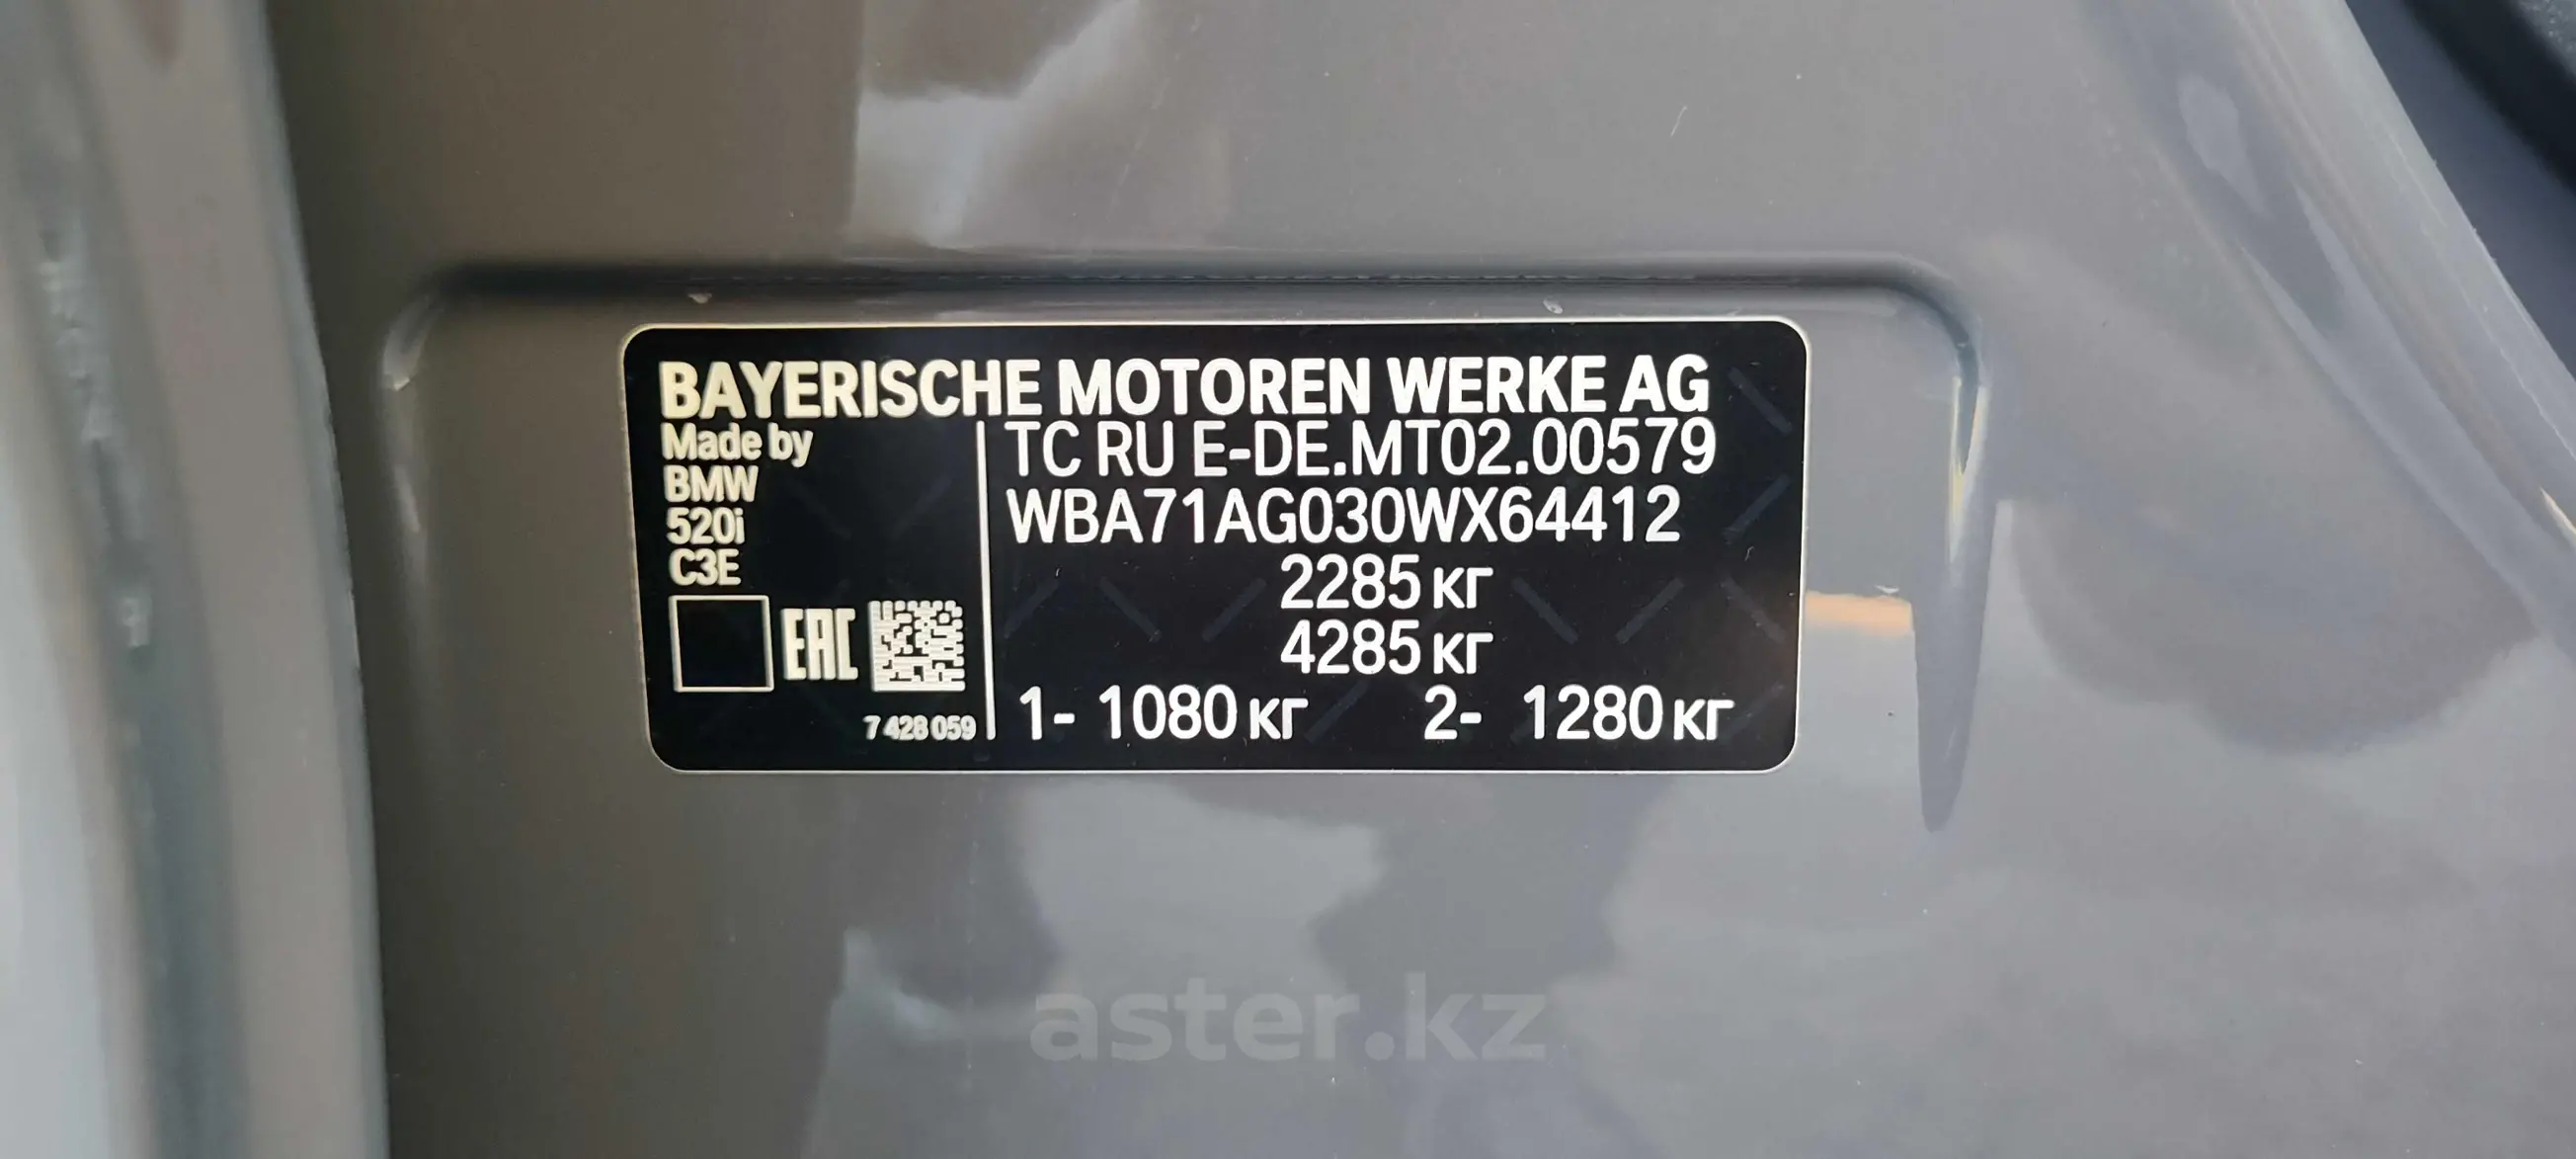 BAYERISCHE MOTOREN WERKE AG
Made by
BMW
520i
C3E
EAC
7 428 059
TC RU E-DE.MT02.00579
WBA71AG030WX64412
2285 кг
4285 кг
1- 1080 кг 2- 1280 кг
aster.kz